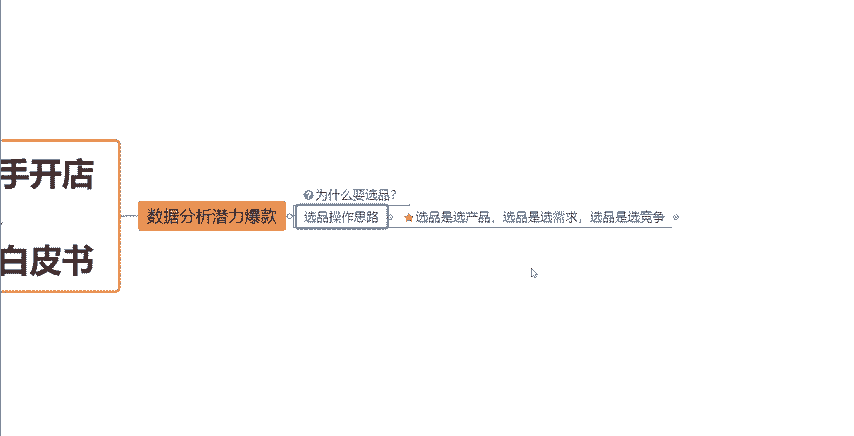 手开店
白皮书
数据分析潜力爆款
为什么要选品?
选品操作思路
选品是选产品，选品是选需求，选品是选竞争